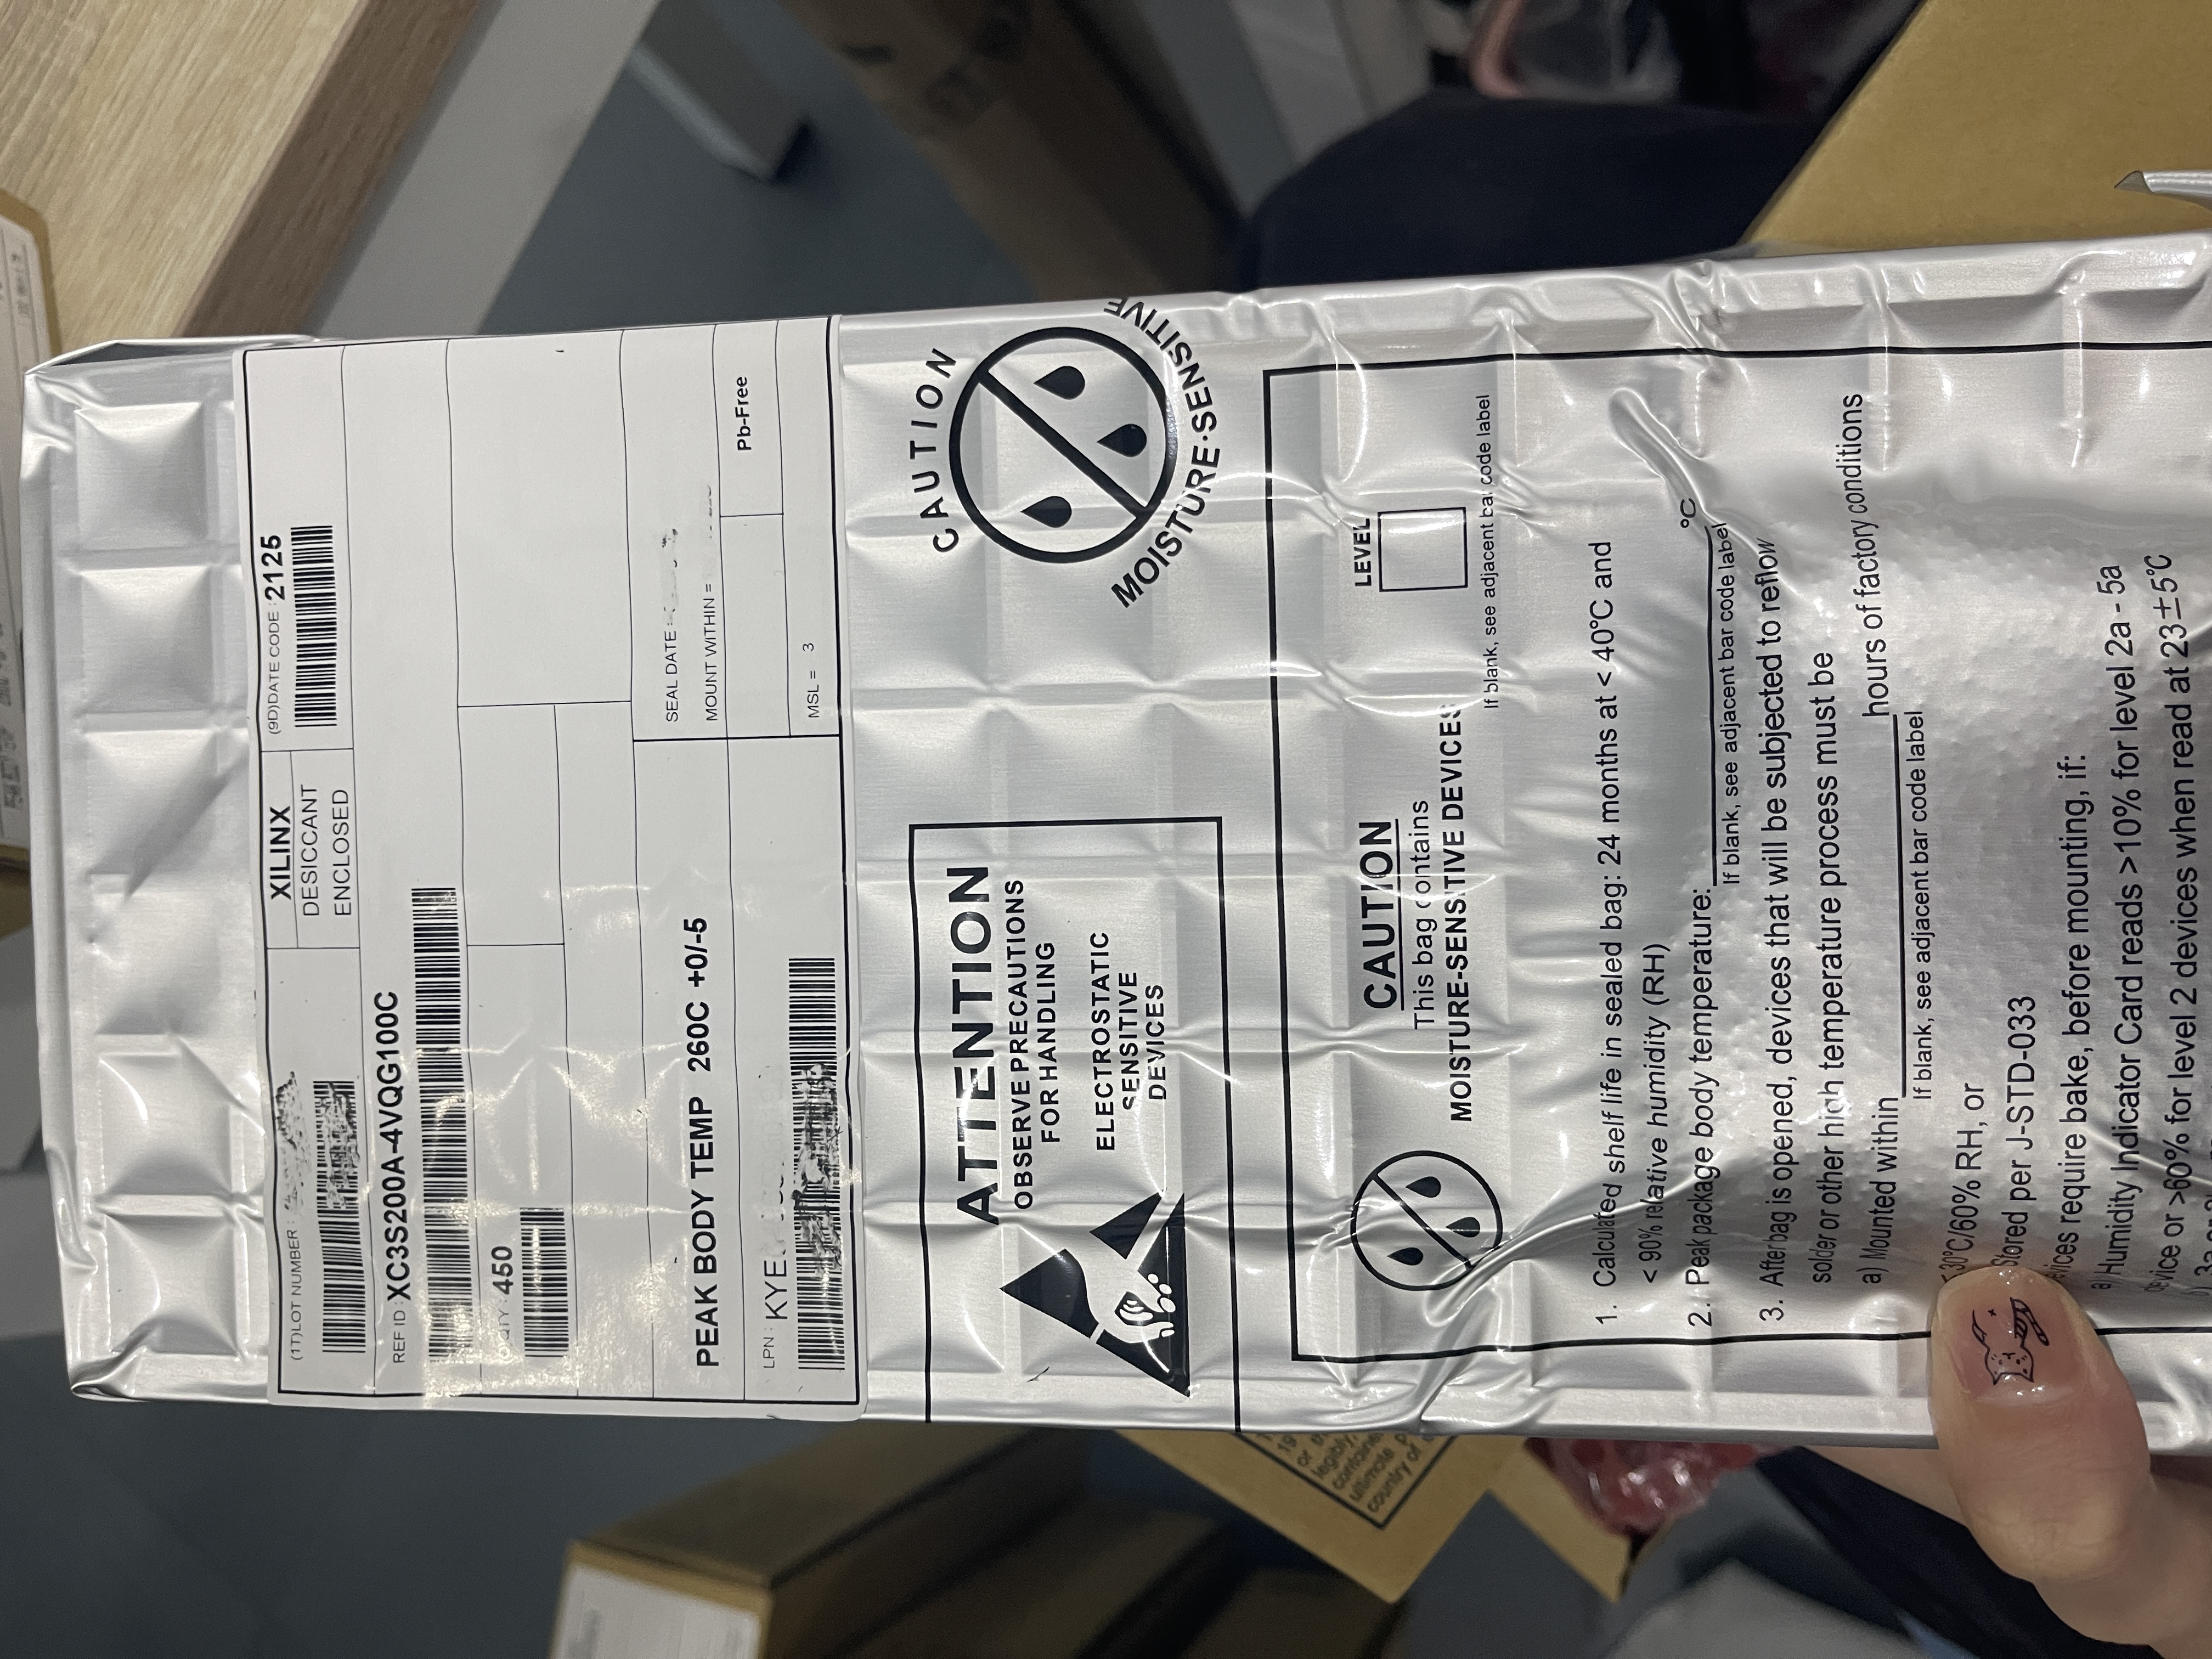 (1T)LOT NUMBER :
XILINX
DESICCANT
ENCLOSED
(9D)DATE CODE : 2125
REF ID : XC3S200A-4VQG100C
QQTY : 450
PEAK BODY TEMP 260C +0/-5
SEAL DATE :
MOUNT WITHIN =
Pb-Free
LPN KYE
MSL = 3
ATTENTION
OBSERVE PRECAUTIONS
FOR HANDLING
ELECTROSTATIC
SENSITIVE
DEVICES
CAUTION
MOISTURE·SENSITIVE
CAUTION
This bag contains
MOISTURE-SENSITIVE DEVICES
LEVEL
If blank, see adjacent bar code label
1. Calculated shelf life in sealed bag: 24 months at < 40°C and
< 90% relative humidity (RH)
2. Peak package body temperature: °C
If blank, see adjacent bar code label
3. After bag is opened, devices that will be subjected to reflow
solder or other high temperature process must be
a) Mounted within hours of factory conditions
If blank, see adjacent bar code label
30°C/60% RH, or
Stored per J-STD-033
require bake, before mounting, if:
a) Humidity Indicator Card reads >10% for level 2a - 5a
device or >60% for level 2 devices when read at 23±5°C
or
legibly,
ultimate
country of